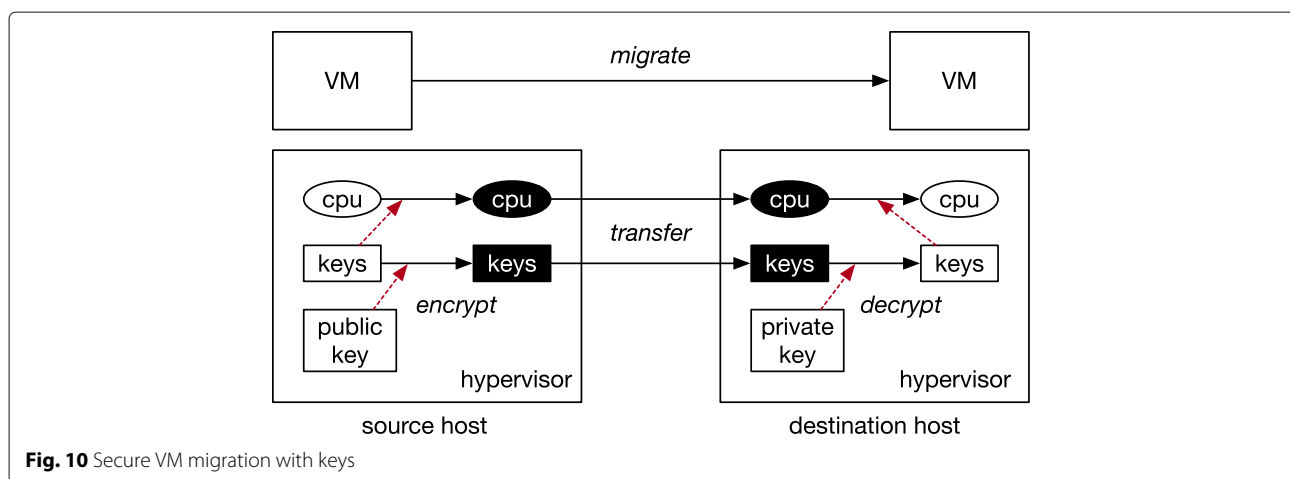 migrate
VM
VM
cpu
cpu
cpu
cpu
transfer
keys
keys
keys
keys
encrypt
decrypt
public
key
private
key
hypervisor
hypervisor
source host
destination host
Fig. 10 Secure VM migration with keys